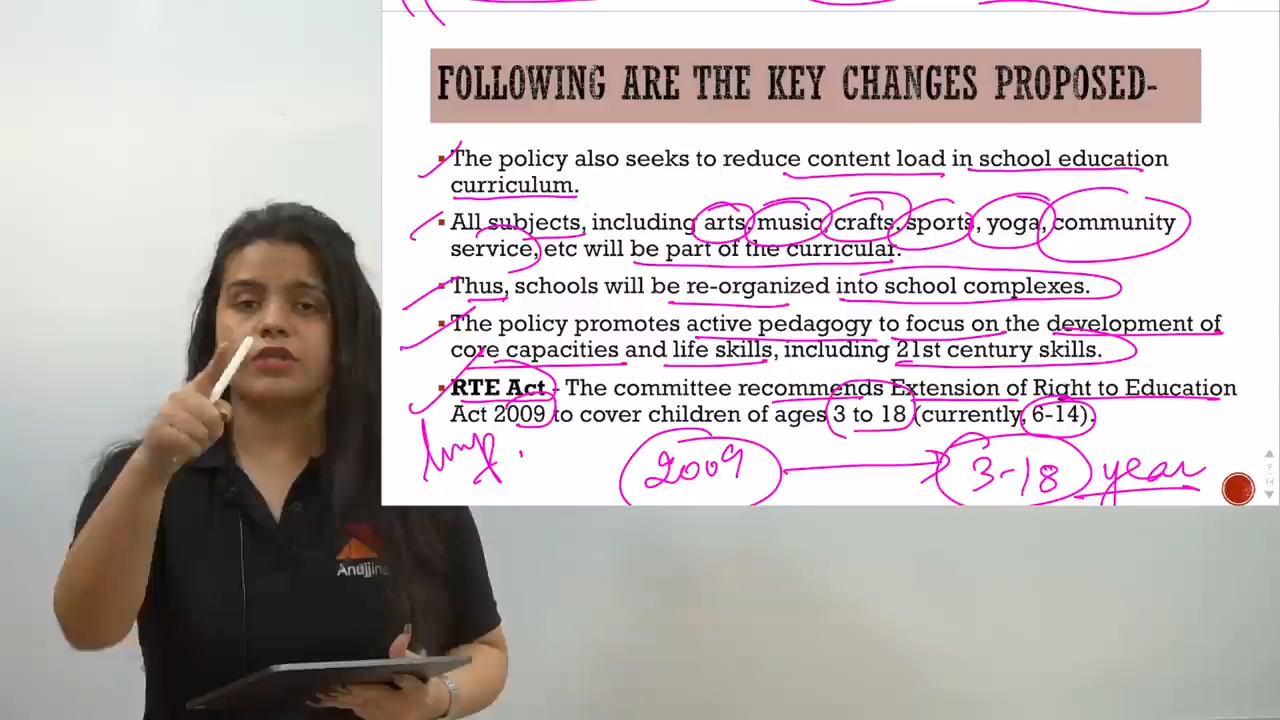 FOLLOWING ARE THE KEY CHANGES PROPOSED-
▪ The policy also seeks to reduce content load in school education
curriculum.
▪ All subjects, including arts, music, crafts, sports, yoga, community
service, etc will be part of the curricular.
▪ Thus, schools will be re-organized into school complexes.
▪ The policy promotes active pedagogy to focus on the development of
core capacities and life skills, including 21st century skills.
▪ RTE Act - The committee recommends Extension of Right to Education
Act 2009 to cover children of ages 3 to 18 (currently, 6-14).
Imp.
2009 → 3-18 year